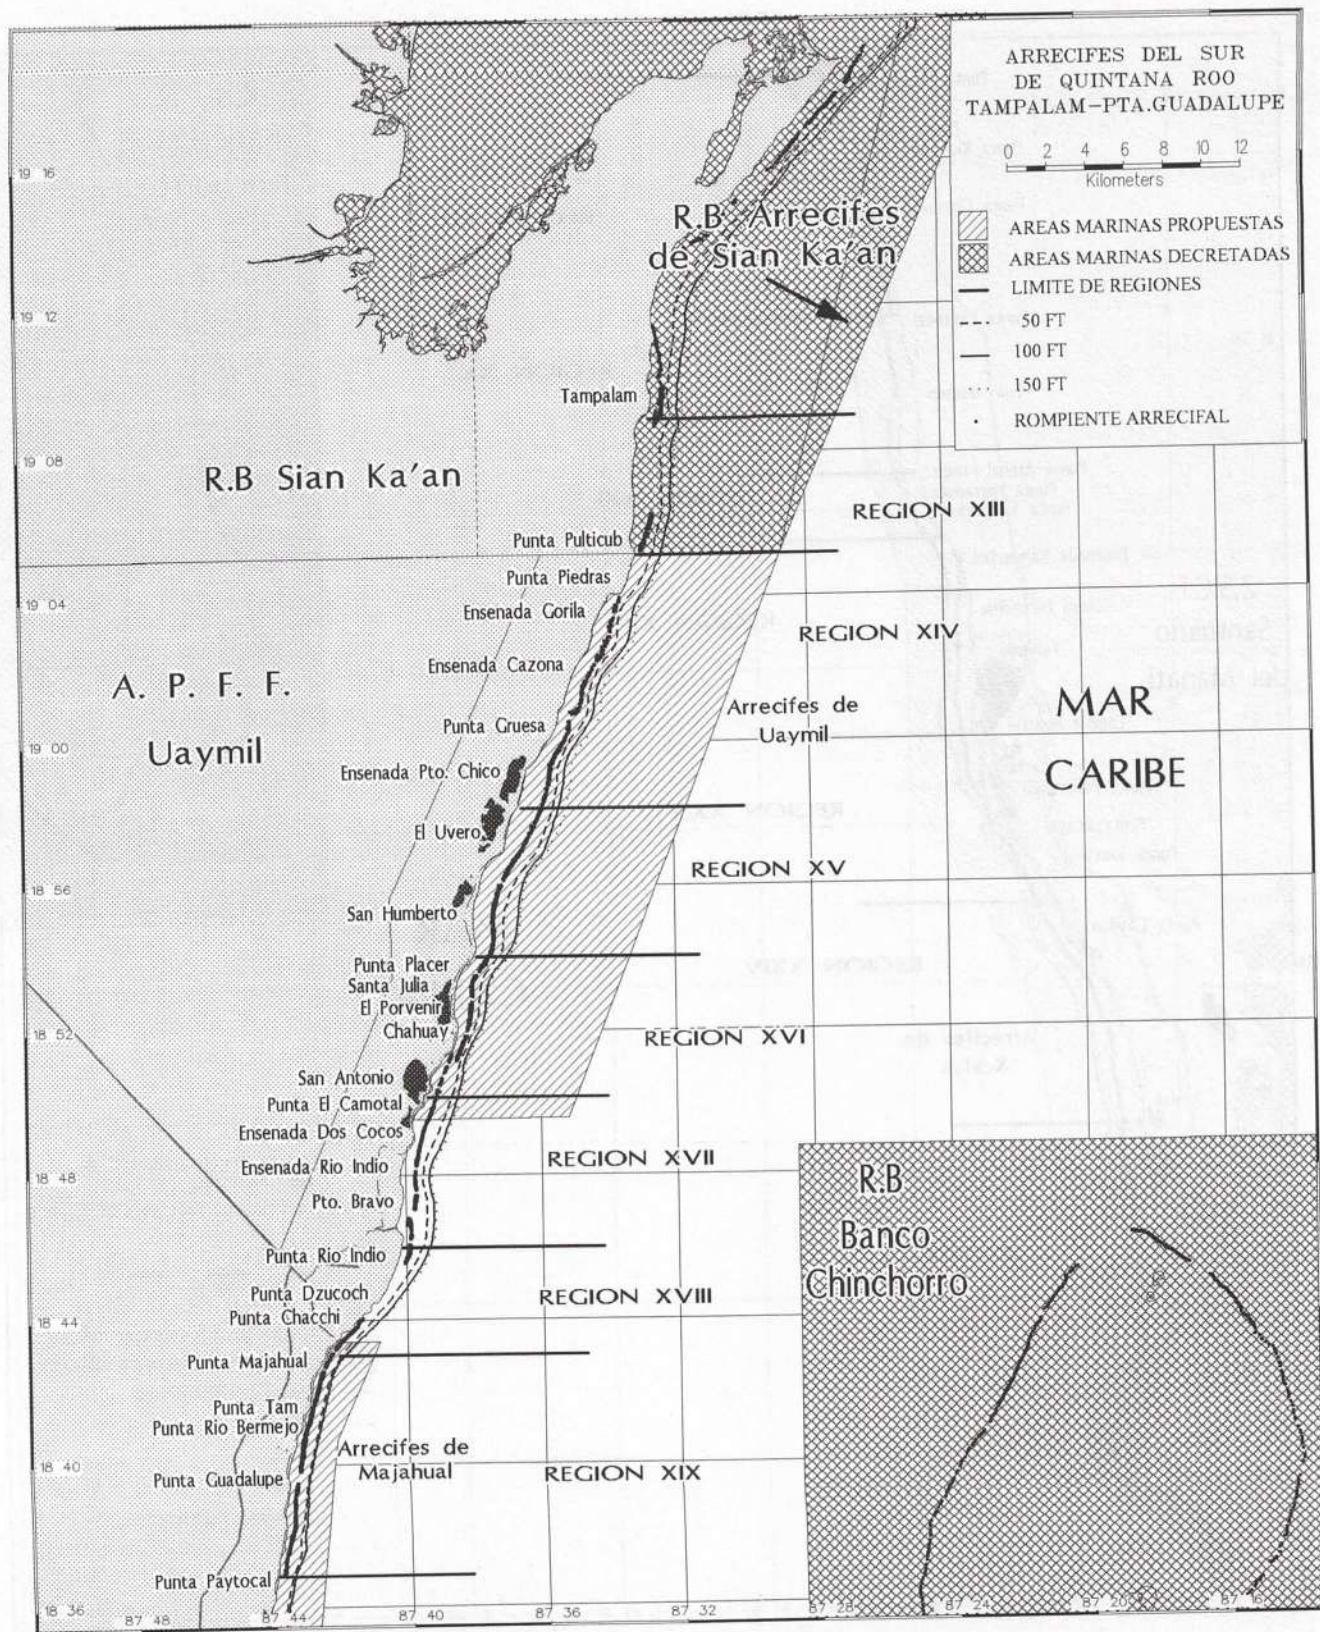 ARRECIFES DEL SUR
DE QUINTANA ROO
TAMPALAM-PTA.GUADALUPE
0 2 4 6 8 10 12
Kilometers
AREAS MARINAS PROPUESTAS
AREAS MARINAS DECRETADAS
LIMITE DE REGIONES
50 FT
100 FT
150 FT
ROMPIENTE ARRECIFAL
19 16
R.B Arrecifes
de Sian Ka'an
19 12
Tampalam
19 08
R.B Sian Ka'an
REGION XIII
Punta Pulticub
Punta Piedras
19 04
Ensenada Gorila
REGION XIV
Ensenada Cazona
A. P. F. F.
Uaymil
Arrecifes de
Uaymil
MAR
CARIBE
Punta Gruesa
19 00
Ensenada Pto. Chico
El Uvero
REGION XV
18 56
San Humberto
Punta Placer
Santa Julia
El Porvenir
Chahuay
18 52
REGION XVI
San Antonio
Punta El Camotal
Ensenada Dos Cocos
REGION XVII
Ensenada Rio Indio
18 48
Pto. Bravo
R.B
Banco
Chinchorro
Punta Rio Indio
Punta Dzucoch
REGION XVIII
Punta Chacchi
18 44
Punta Majahual
Punta Tam
Punta Rio Bermejo
Arrecifes de
Majahual
18 40
REGION XIX
Punta Guadalupe
Punta Paytocal
18 36
87 48
87 44
87 40
87 36
87 32
87 28
87 24
87 20
87 16